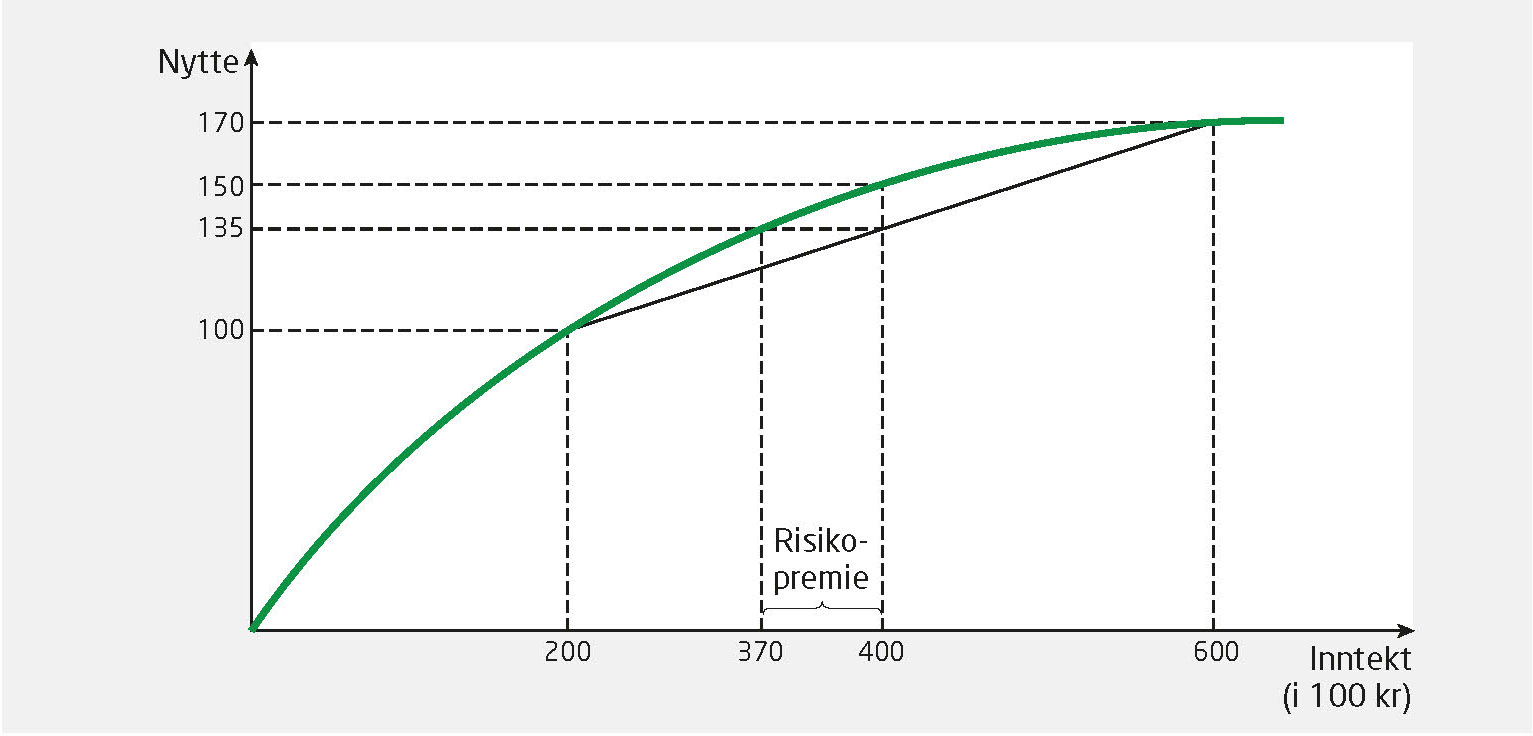 Nytte
170
150
135
100
Risiko-
premie
200 370 400 600
Inntekt
(i 100 kr)